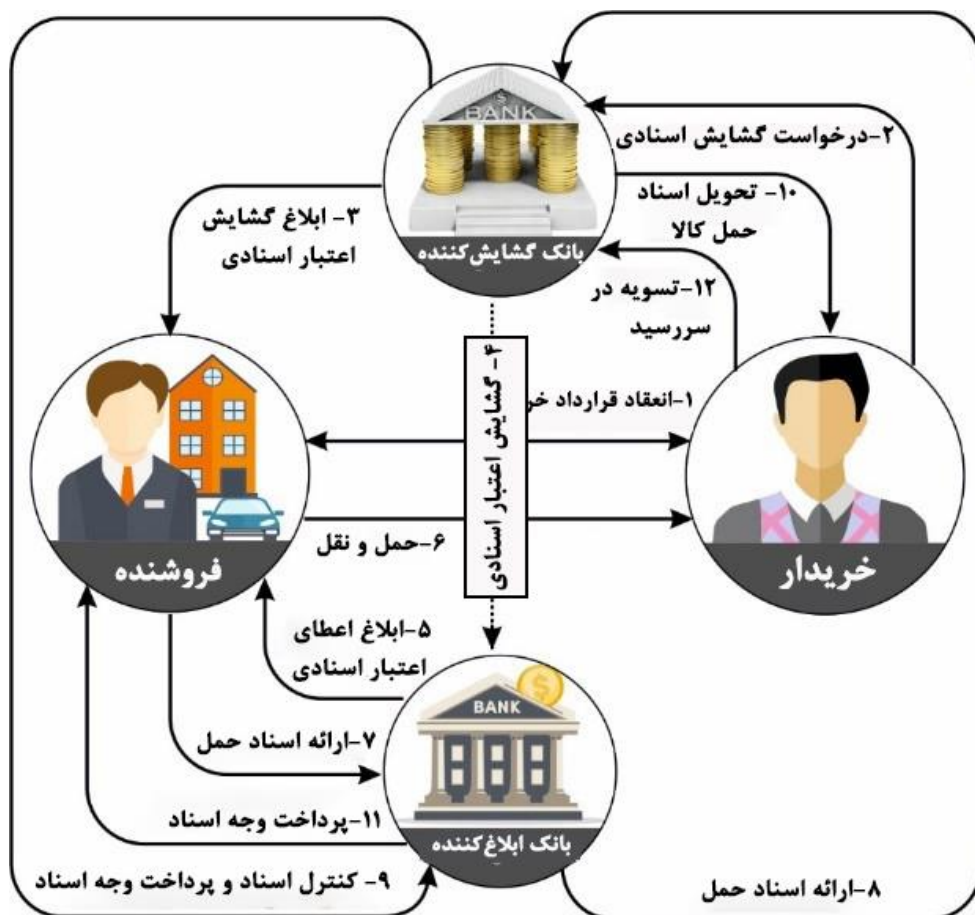 $
BANK
بانک گشایش‌کننده
۲-درخواست گشایش اسنادی
۱۰- تحویل اسناد
حمل کالا
۳- ابلاغ گشایش
اعتبار اسنادی
۱۲-تسویه در
سررسید
۴- گشایش اعتبار اسنادی
۱-انعقاد قرارداد خر
۶-حمل و نقل
فروشنده
خریدار
۵-ابلاغ اعطای
اعتبار اسنادی
$
BANK
۷-ارائه اسناد حمل
۱۱-پرداخت وجه اسناد
بانک ابلاغ‌کننده
۹- کنترل اسناد و پرداخت وجه اسناد
۸-ارائه اسناد حمل